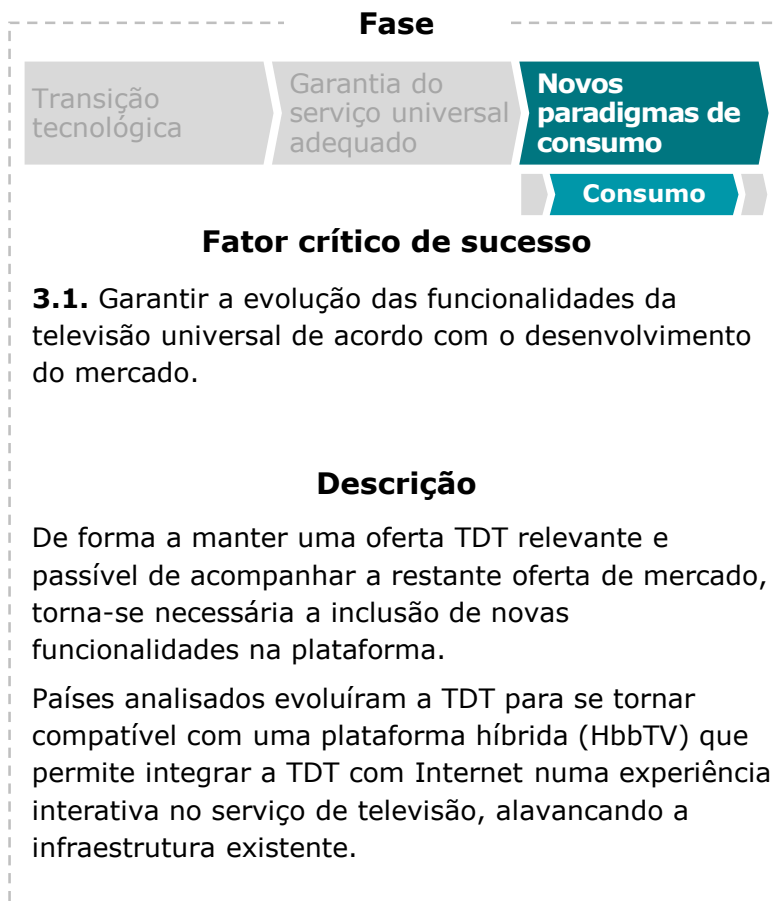 Fase
Transição
tecnológica
Garantia do
serviço universal
adequado
Novos
paradigmas de
consumo
Consumo
Fator crítico de sucesso
3.1. Garantir a evolução das funcionalidades da
televisão universal de acordo com o desenvolvimento
do mercado.
Descrição
De forma a manter uma oferta TDT relevante e
passível de acompanhar a restante oferta de mercado,
torna-se necessária a inclusão de novas
funcionalidades na plataforma.
Países analisados evoluíram a TDT para se tornar
compatível com uma plataforma híbrida (HbbTV) que
permite integrar a TDT com Internet numa experiência
interativa no serviço de televisão, alavancando a
infraestrutura existente.